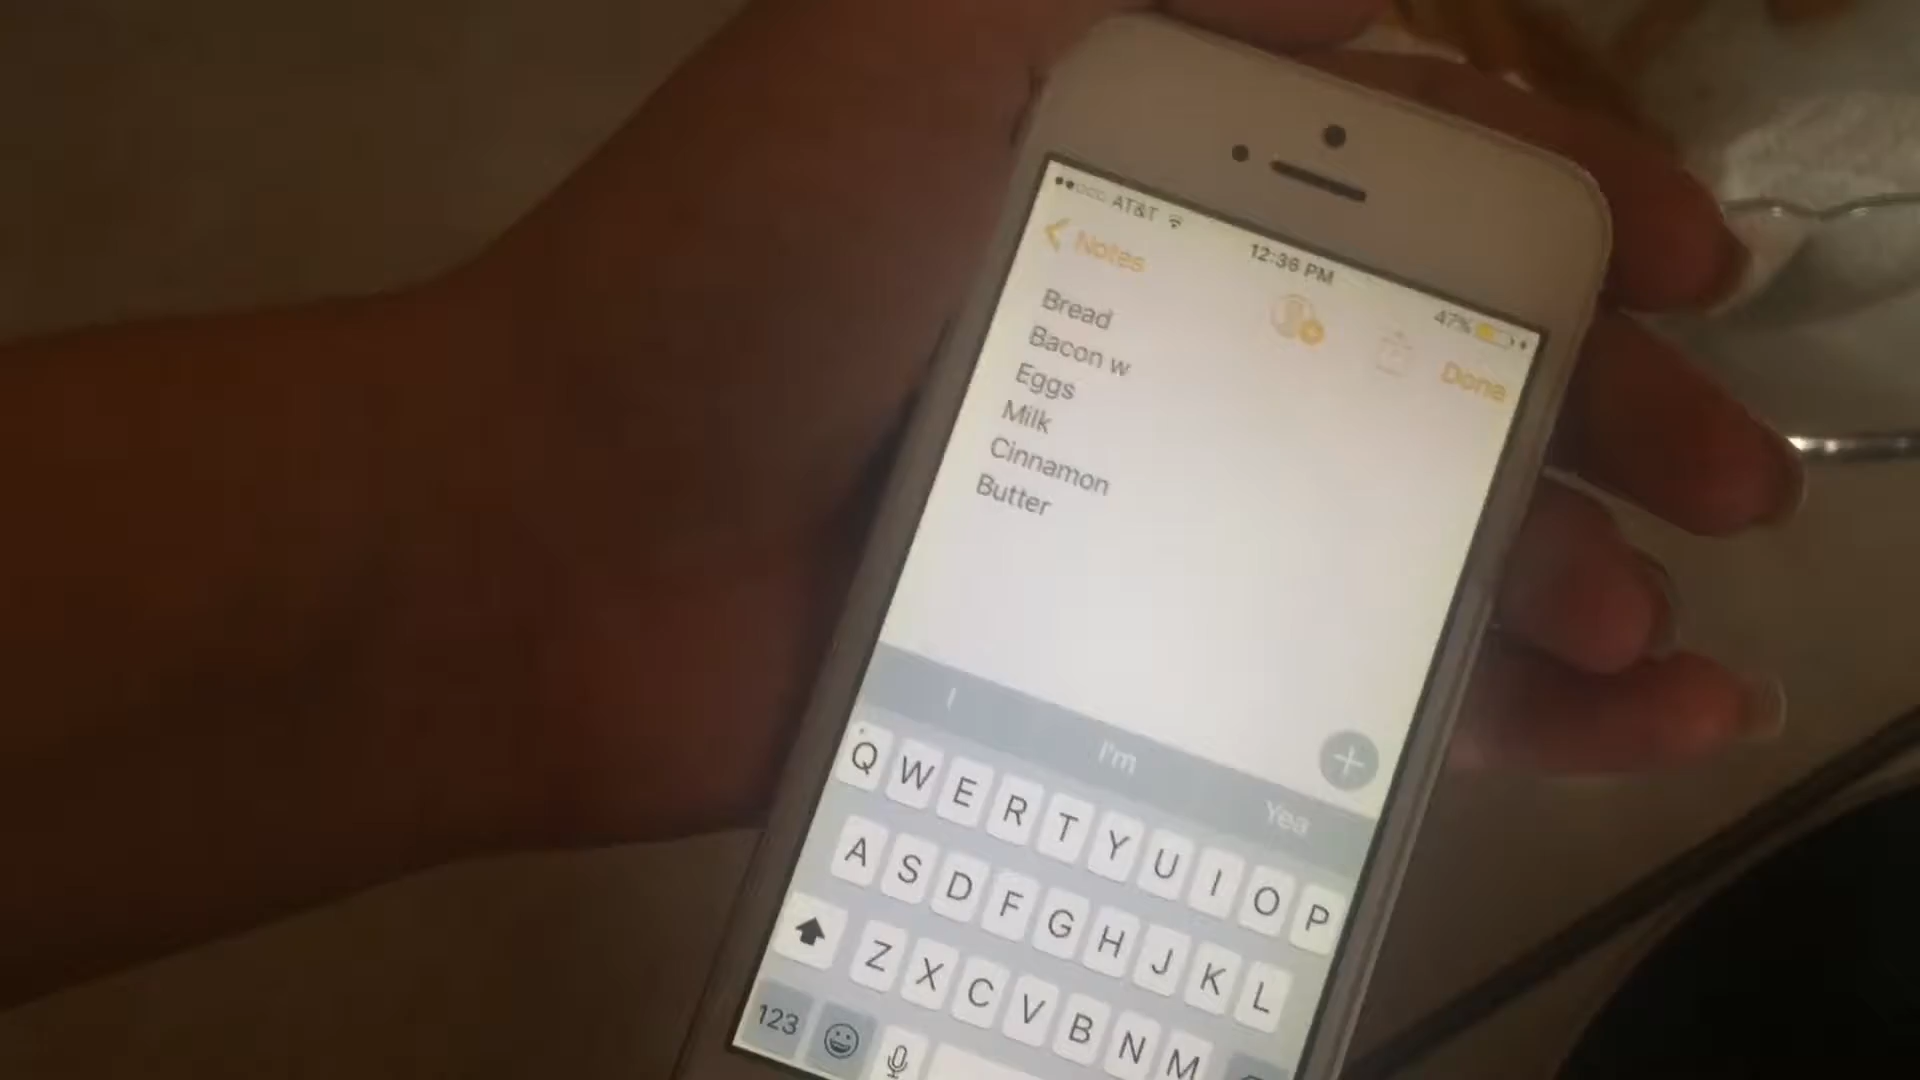 AT&T
12:36 PM
47%
Notes
Done
Bread
Bacon w
Eggs
Milk
Cinnamon
Butter
I I'm Yea
Q W E R T Y U I O P
A S D F G H J K L
Z X C V B N M
123